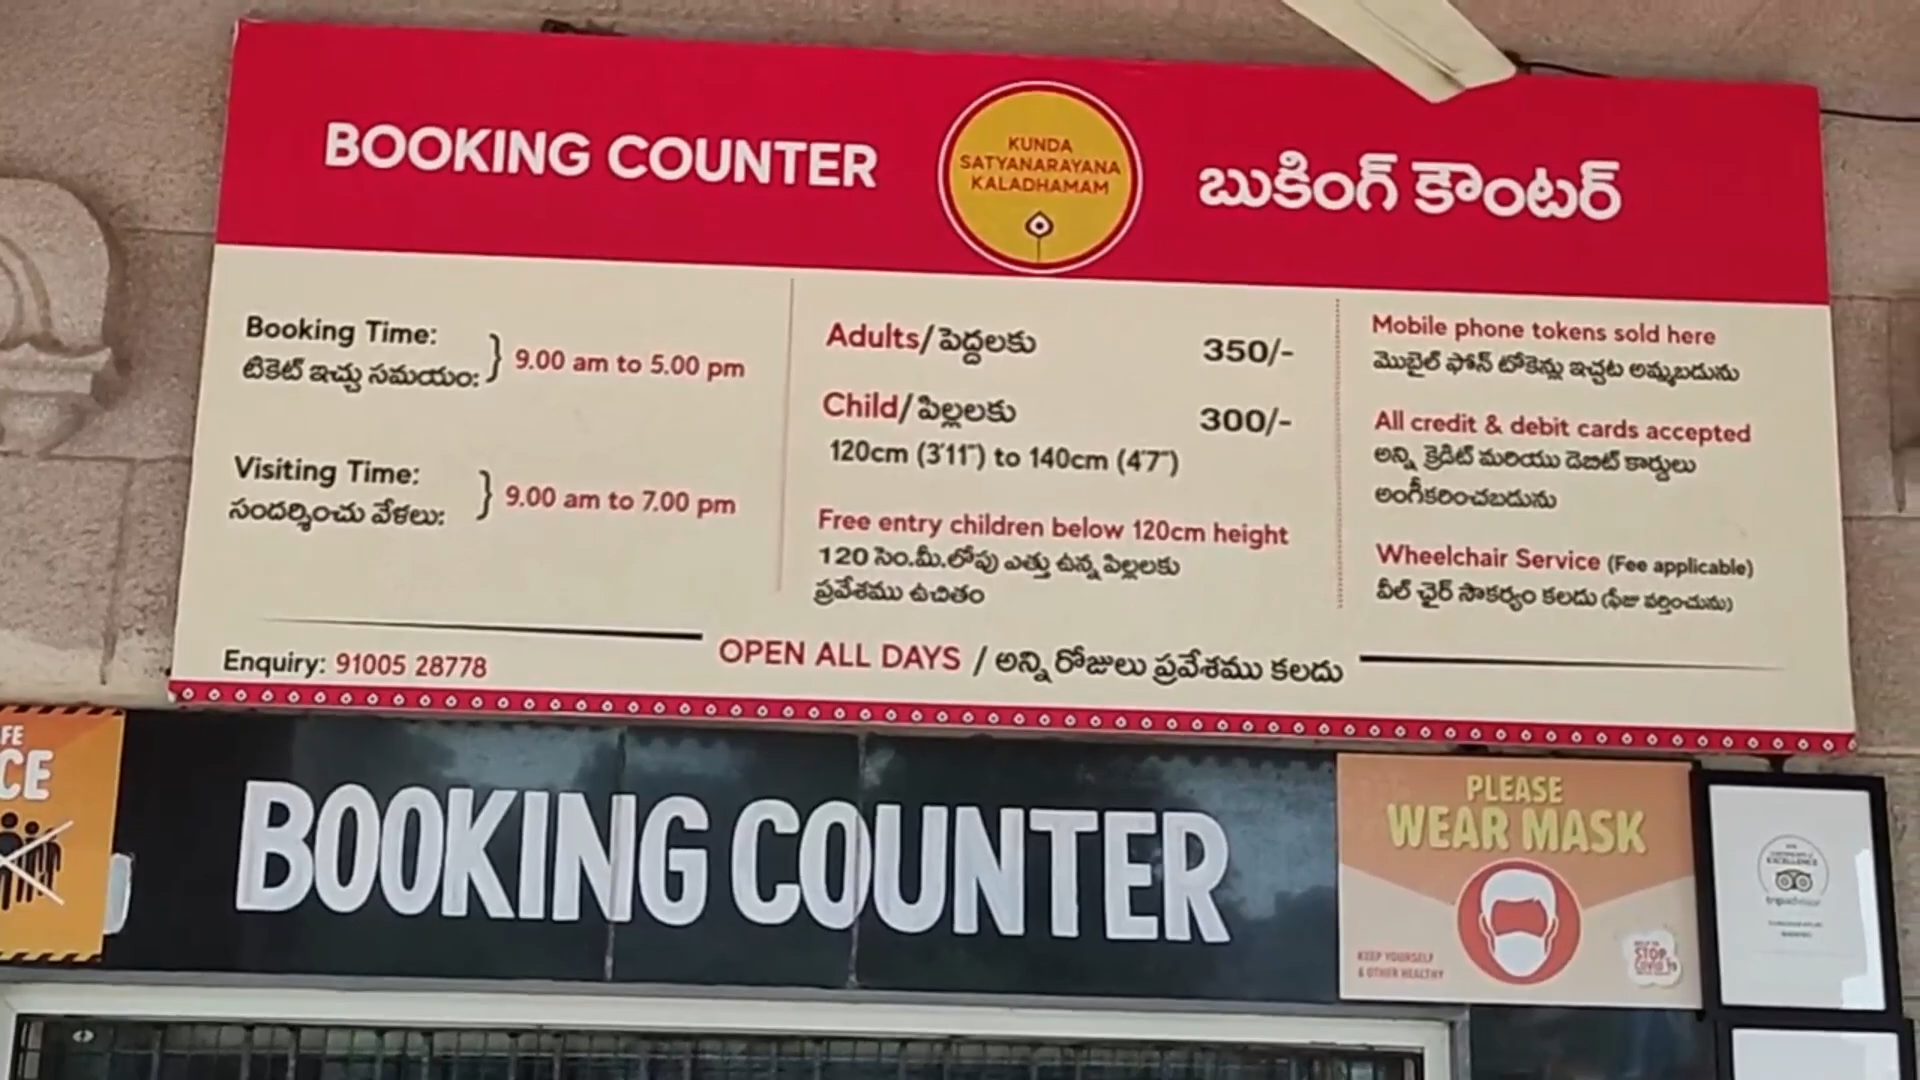 BOOKING COUNTER
KUNDA
SATYANARAYANA
KALADHAMAM
బుకింగ్ కౌంటర్
Booking Time:
టికెట్ ఇచ్చు సమయం:
9.00 am to 5.00 pm
Visiting Time:
సందర్శించు వేళలు:
9.00 am to 7.00 pm
Adults/పెద్దలకు 350/-
Child/పిల్లలకు 300/-
120cm (3'11") to 140cm (4'7")
Free entry children below 120cm height
120 సెం.మీ.లోపు ఎత్తు ఉన్న పిల్లలకు
ప్రవేశము ఉచితం
Mobile phone tokens sold here
మొబైల్ ఫోన్ టోకెన్లు ఇచ్చట అమ్మబడును
All credit & debit cards accepted
అన్ని క్రెడిట్ మరియు డెబిట్ కార్డులు
అంగీకరించబడును
Wheelchair Service (Fee applicable)
వీల్ ఛైర్ సౌకర్యం కలదు (ఫీజు వర్తించును)
Enquiry: 91005 28778
OPEN ALL DAYS / అన్ని రోజులు ప్రవేశము కలదు
FE
CE
BOOKING COUNTER
PLEASE
WEAR MASK
KEEP YOURSELF
& OTHER HEALTHY
STOP
EXCELLENCE
tripadvisor